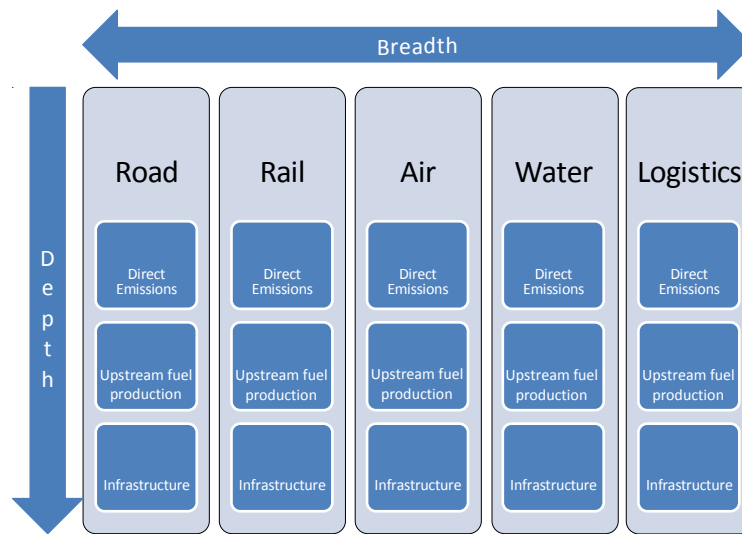 Breadth
Depth
Road
Rail
Air
Water
Logistics
Direct
Emissions
Direct
Emissions
Direct
Emissions
Direct
Emissions
Direct
Emissions
Upstream fuel
production
Upstream fuel
production
Upstream fuel
production
Upstream fuel
production
Upstream fuel
production
Infrastructure
Infrastructure
Infrastructure
Infrastructure
Infrastructure